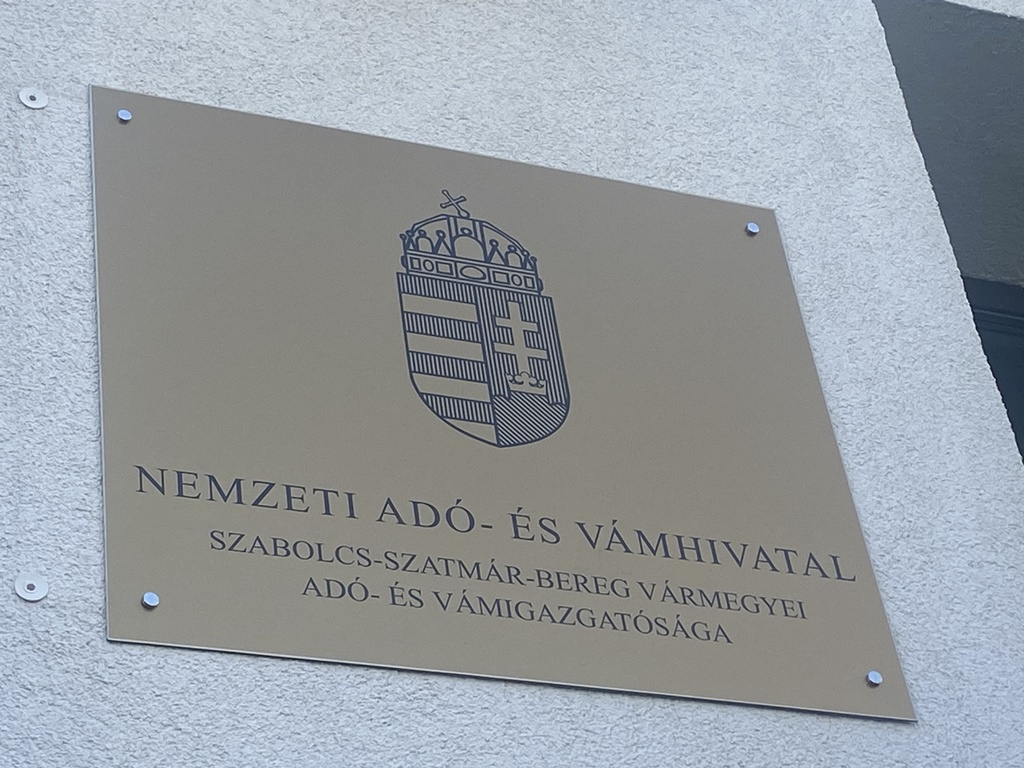 NEMZETI ADÓ- ÉS VÁMHIVATAL
SZABOLCS-SZATMÁR-BEREG VÁRMEGYEI
ADÓ- ÉS VÁMIGAZGATÓSÁGA